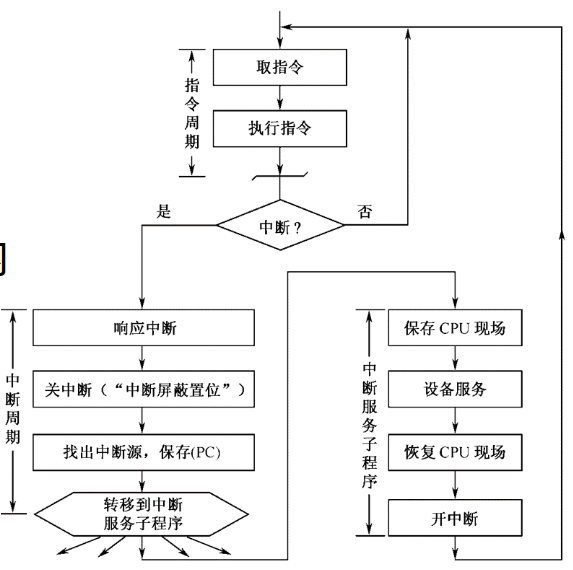 取指令
指令周期
执行指令
中断？
是
否
响应中断
关中断（“中断屏蔽置位”）
找出中断源，保存(PC)
转移到中断
服务子程序
中断周期
保存 CPU 现场
设备服务
恢复 CPU 现场
开中断
中断服务子程序